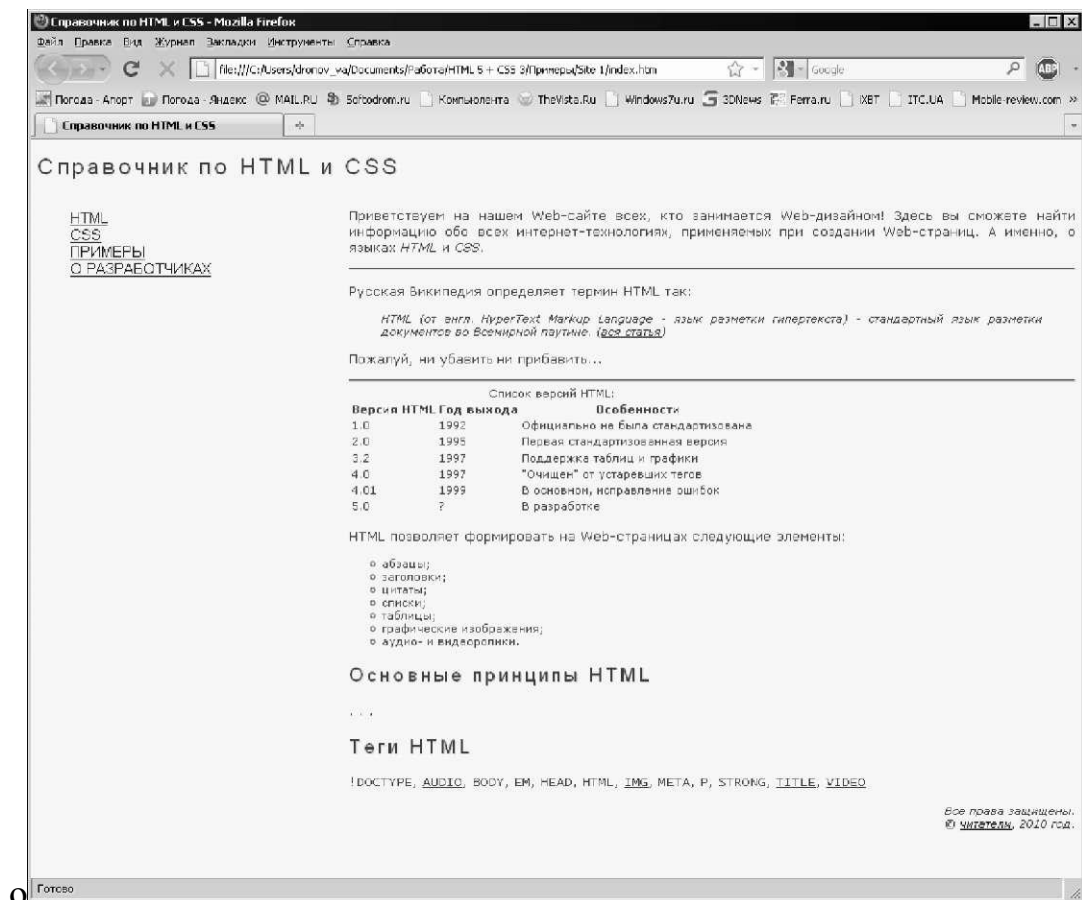 Справочник по HTML и CSS - Mozilla Firefox
Файл Правка Вид Журнал Закладки Инструменты Справка
file:///C:/Users/dronov_va/Documents/Работа/HTML 5 + CSS 3/Примеры/Site 1/index.htm Google ABP
Погода - Апорт Погода - Яндекс MAIL.RU Softodrom.ru Компьюлента TheVista.Ru Windows7u.ru 3DNews Ferra.ru iXBT ITC.UA Mobile-review.com »
Справочник по HTML и CSS
Справочник по HTML и CSS
HTML
CSS
ПРИМЕРЫ
О РАЗРАБОТЧИКАХ
Приветствуем на нашем Web-сайте всех, кто занимается Web-дизайном! Здесь вы сможете найти
информацию обо всех интернет-технологиях, применяемых при создании Web-страниц. А именно, о
языках HTML и CSS.
Русская Википедия определяет термин HTML так:
HTML (от англ. HyperText Markup Language - язык разметки гипертекста) - стандартный язык разметки
документов во Всемирной паутине. (вся статья)
Пожалуй, ни убавить ни прибавить...
Список версий HTML:
Версия HTML Год выхода Особенности
1.0 1992 Официально не была стандартизована
2.0 1995 Первая стандартизованная версия
3.2 1997 Поддержка таблиц и графики
4.0 1997 "Очищен" от устаревших тегов
4.01 1999 В основном, исправление ошибок
5.0 ? В разработке
HTML позволяет формировать на Web-страницах следующие элементы:
абзацы;
заголовки;
цитаты;
списки;
таблицы;
графические изображения;
аудио- и видеоролики.
Основные принципы HTML
. . .
Теги HTML
!DOCTYPE, AUDIO, BODY, EM, HEAD, HTML, IMG, META, P, STRONG, TITLE, VIDEO
Все права защищены.
© читатели, 2010 год.
Готово